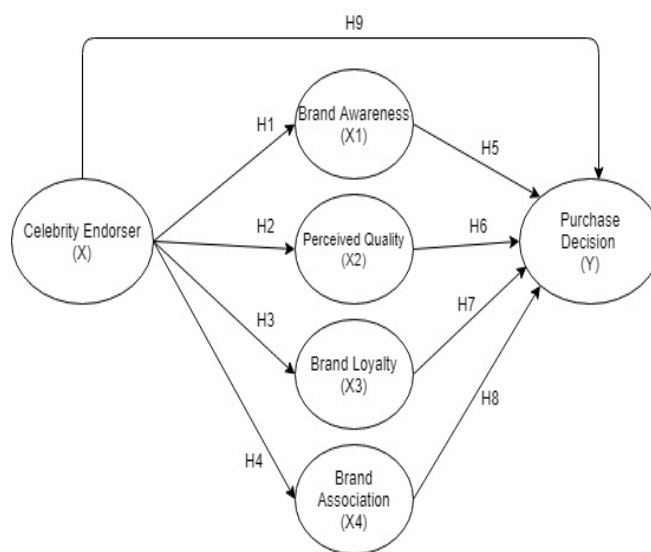 H9
Brand Awareness
(X1)
H1
H5
Celebrity Endorser
(X)
H2
Perceived Quality
(X2)
H6
Purchase
Decision
(Y)
H3
Brand Loyalty
(X3)
H7
H4
Brand
Association
(X4)
H8